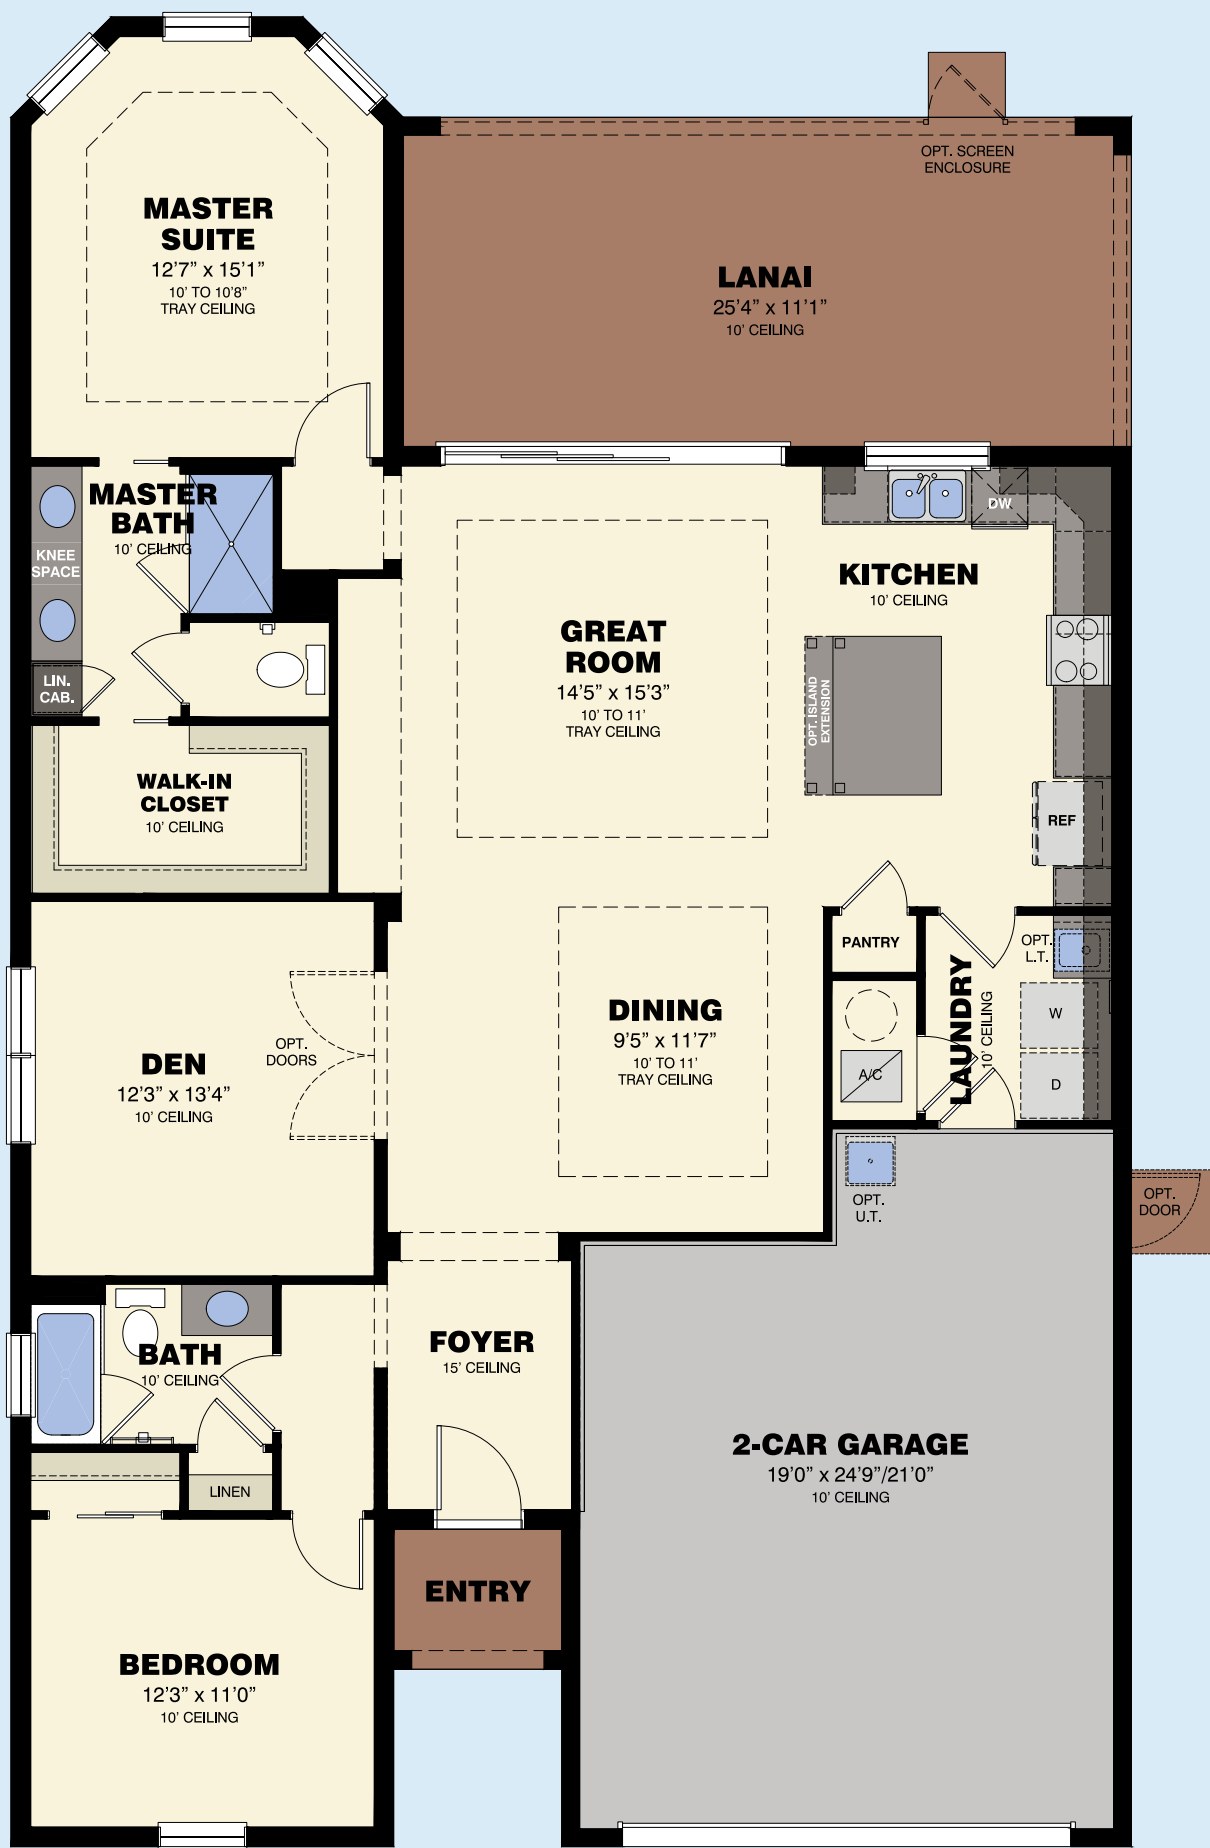 OPT. SCREEN
ENCLOSURE
MASTER
SUITE
12'7" x 15'1"
10' TO 10'8"
TRAY CEILING
LANAI
25'4" x 11'1"
10' CEILING
MASTER
BATH
10' CEILING
KNEE
SPACE
LIN.
CAB.
DW
KITCHEN
10' CEILING
GREAT
ROOM
14'5" x 15'3"
10' TO 11'
TRAY CEILING
OPT. ISLAND
EXTENSION
WALK-IN
CLOSET
10' CEILING
REF
PANTRY
OPT.
L.T.
LAUNDRY
10' CEILING
W
D
A/C
DINING
9'5" x 11'7"
10' TO 11'
TRAY CEILING
DEN
12'3" x 13'4"
10' CEILING
OPT.
DOORS
OPT.
U.T.
OPT.
DOOR
BATH
10' CEILING
FOYER
15' CEILING
LINEN
2-CAR GARAGE
19'0" x 24'9"/21'0"
10' CEILING
ENTRY
BEDROOM
12'3" x 11'0"
10' CEILING